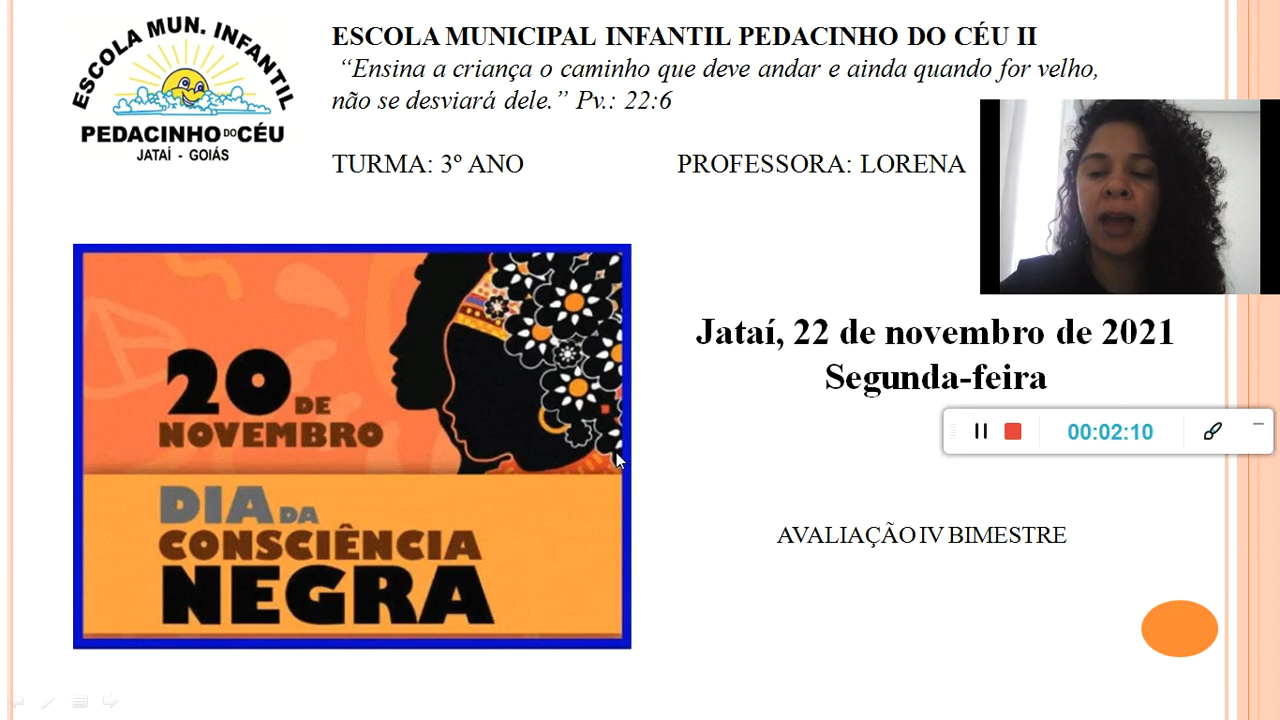 ESCOLA MUN. INFANTIL
PEDACINHO DO CÉU
JATAÍ - GOIÁS
ESCOLA MUNICIPAL INFANTIL PEDACINHO DO CÉU II
“Ensina a criança o caminho que deve andar e ainda quando for velho,
não se desviará dele.” Pv.: 22:6
TURMA: 3º ANO PROFESSORA: LORENA
20 DE
NOVEMBRO
DIA DA
CONSCIÊNCIA
NEGRA
Jataí, 22 de novembro de 2021
Segunda-feira
00:02:10
AVALIAÇÃO IV BIMESTRE